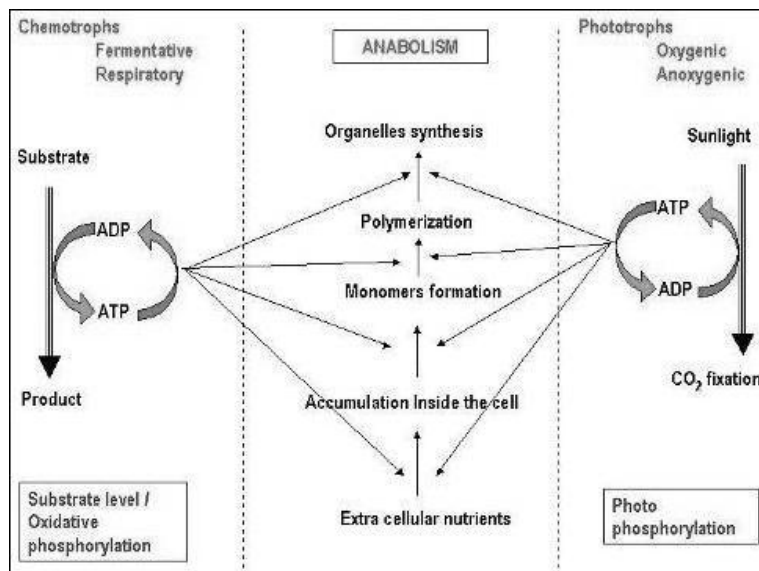 Chemotrophs
Fermentative
Respiratory
Substrate
ADP
ATP
Product
Substrate level /
Oxidative
phosphorylation
ANABOLISM
Organelles synthesis
Polymerization
Monomers formation
Accumulation Inside the cell
Extra cellular nutrients
Phototrophs
Oxygenic
Anoxygenic
Sunlight
ATP
ADP
CO₂ fixation
Photo
phosphorylation